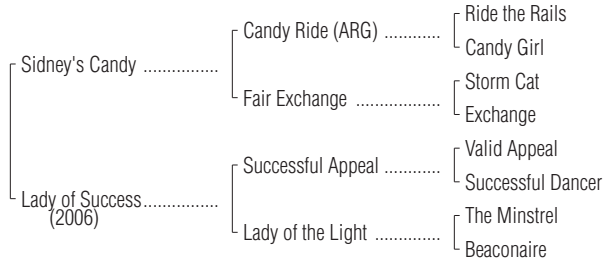 Ride the Rails
Candy Ride (ARG) ............
Candy Girl
Sidney's Candy ................
Storm Cat
Fair Exchange ..................
Exchange
Valid Appeal
Successful Appeal ............
Successful Dancer
Lady of Success................
(2006)
The Minstrel
Lady of the Light ..............
Beaconaire